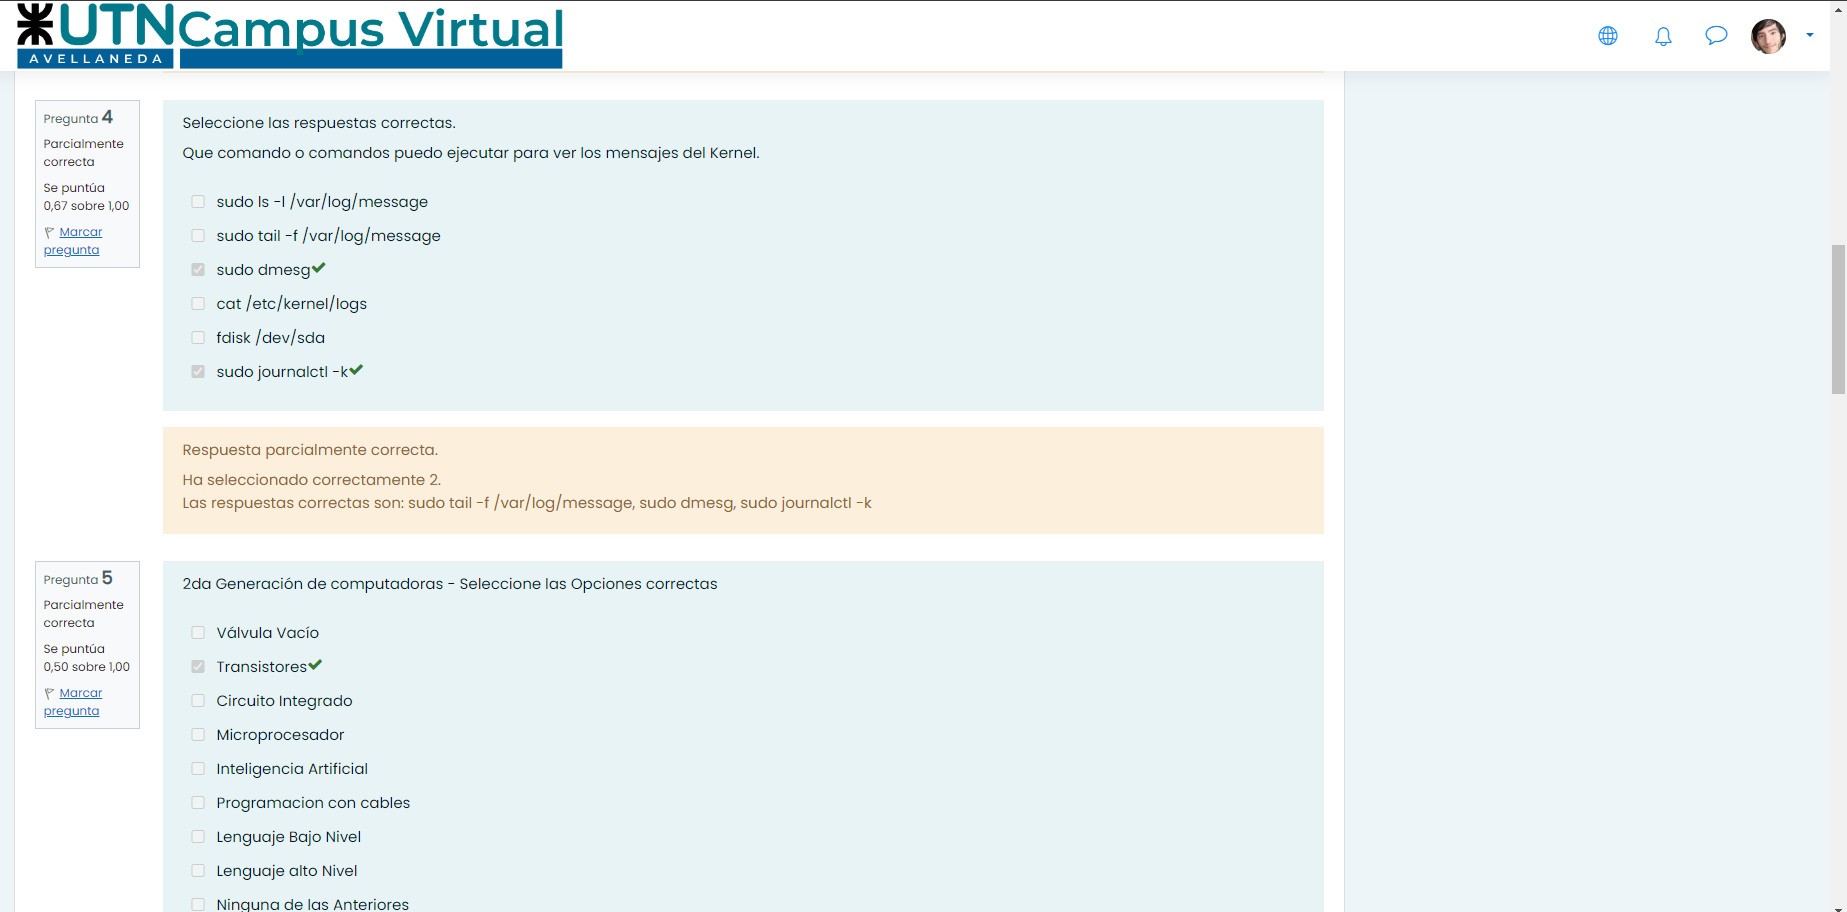 UTN Campus Virtual
AVELLANEDA
Pregunta 4
Parcialmente
correcta
Se puntúa
0,67 sobre 1,00
Marcar
pregunta
Seleccione las respuestas correctas.
Que comando o comandos puedo ejecutar para ver los mensajes del Kernel.
sudo ls -l /var/log/message
sudo tail -f /var/log/message
sudo dmesg
cat /etc/kernel/logs
fdisk /dev/sda
sudo journalctl -k
Respuesta parcialmente correcta.
Ha seleccionado correctamente 2.
Las respuestas correctas son: sudo tail -f /var/log/message, sudo dmesg, sudo journalctl -k
Pregunta 5
Parcialmente
correcta
Se puntúa
0,50 sobre 1,00
Marcar
pregunta
2da Generación de computadoras - Seleccione las Opciones correctas
Válvula Vacío
Transistores
Circuito Integrado
Microprocesador
Inteligencia Artificial
Programacion con cables
Lenguaje Bajo Nivel
Lenguaje alto Nivel
Ninguna de las Anteriores